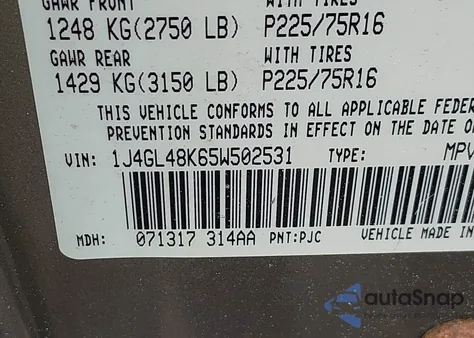 GAWR FRONT WITH TIRES
1248 KG(2750 LB) P225/75R16
GAWR REAR WITH TIRES
1429 KG(3150 LB) P225/75R16
THIS VEHICLE CONFORMS TO ALL APPLICABLE FEDER
PREVENTION STANDARDS IN EFFECT ON THE DATE O
VIN: 1J4GL48K65W502531 TYPE: MPV
MDH: 071317 314AA PNT:PJC VEHICLE MADE IN
autoSnap